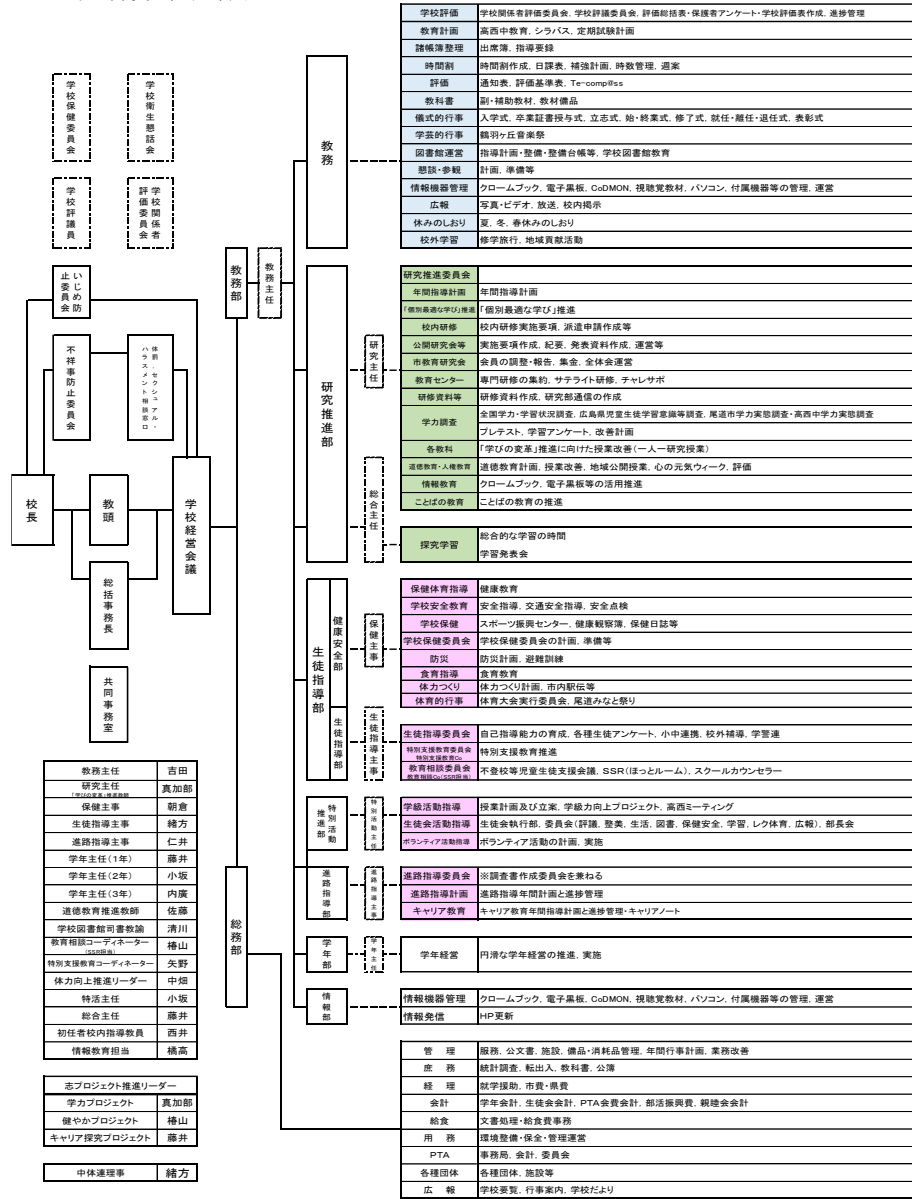 学校評価 学校関係者評価委員会, 学校評議委員会, 評価総括表・保護者アンケート・学校評価表作成, 進捗管理
教育計画 高西中教育, シラバス, 定期試験計画
諸帳簿整理 出席簿, 指導要録
時間割 時間割作成, 日課表, 補強計画, 時数管理, 週案
評価 通知表, 評価基準表, Te-comp@ss
教科書 副・補助教材, 教材備品
儀式的行事 入学式, 卒業証書授与式, 立志式, 始・終業式, 修了式, 就任・離任・退任式, 表彰式
学芸的行事 鶴羽ヶ丘音楽祭
図書館運営 指導計画・整備・整備台帳等, 学校図書館教育
懇談・参観 計画, 準備等
情報機器管理 クロームブック, 電子黒板, CoDMON, 視聴覚教材, パソコン, 付属機器等の管理, 運営
広報 写真・ビデオ, 放送, 校内掲示
休みのしおり 夏, 冬, 春休みのしおり
校外学習 修学旅行, 地域貢献活動
学校保健委員会
学校衛生懇話会
学校評議員
学校関係者評価委員会
教務
教務部
教務主任
いじめ防止委員会
不祥事防止委員会
体罰、セクシュアル・ハラスメント相談窓口
校長
教頭
学校経営会議
総括事務長
共同事務室
研究推進部
研究主任
総合主任
研究推進委員会
年間指導計画 年間指導計画
「個別最適な学び」推進 「個別最適な学び」推進
校内研修 校内研修実施要項, 派遣申請作成等
公開研究会等 実施要項作成, 紀要, 発表資料作成, 運営等
市教育研究会 会員の調整・報告, 集金, 全体会運営
教育センター 専門研修の集約, サテライト研修, チャレサポ
研修資料等 研修資料作成, 研究部通信の作成
学力調査 全国学力・学習状況調査, 広島県児童生徒学習意識等調査, 尾道市学力実態調査・高西中学力実態調査
プレテスト, 学習アンケート, 改善計画
各教科 「学びの変革」推進に向けた授業改善(一人一研究授業)
道徳教育・人権教育 道徳教育計画, 授業改善, 地域公開授業, 心の元気ウィーク, 評価
情報教育 クロームブック, 電子黒板等の活用推進
ことばの教育 ことばの教育の推進
探究学習 総合的な学習の時間
学習発表会
生徒指導部
健康安全部
保健主事
保健体育指導 健康教育
学校安全教育 安全指導, 交通安全指導, 安全点検
学校保健 スポーツ振興センター, 健康観察簿, 保健日誌等
学校保健委員会 学校保健委員会の計画, 準備等
防災 防災計画, 避難訓練
食育指導 食育教育
体力つくり 体力つくり計画, 市内駅伝等
体育的行事 体育大会実行委員会, 尾道みなと祭り
生徒指導部
生徒指導主事
生徒指導委員会 自己指導能力の育成, 各種生徒アンケート, 小中連携, 校外補導, 学警連
特別支援教育委員会 特別支援教育推進
特別支援教育Co
教育相談委員会 不登校等児童生徒支援会議, SSR(ほっとルーム), スクールカウンセラー
教育相談Co(SSR担当)
特別活動推進部
特別活動主任
学級活動指導 授業計画及び立案, 学級力向上プロジェクト, 高西ミーティング
生徒会活動指導 生徒会執行部, 委員会(評議, 整美, 生活, 図書, 保健安全, 学習, レク体育, 広報), 部長会
ボランティア活動指導 ボランティア活動の計画, 実施
進路指導部
進路指導主事
進路指導委員会 ※調査書作成委員会を兼ねる
進路指導計画 進路指導年間計画と進捗管理
キャリア教育 キャリア教育年間指導計画と進捗管理・キャリアノート
学年部
学年主任
学年経営 円滑な学年経営の推進, 実施
情報部
情報機器管理 クロームブック, 電子黒板, CoDMON, 視聴覚教材, パソコン, 付属機器等の管理, 運営
情報発信 HP更新
総務部
管 理 服務, 公文書, 施設, 備品・消耗品管理, 年間行事計画, 業務改善
庶 務 統計調査, 転出入, 教科書, 公簿
経 理 就学援助, 市費・県費
会計 学年会計, 生徒会会計, PTA会費会計, 部活振興費, 親睦会会計
給食 文書処理・給食費事務
用 務 環境整備・保全・管理運営
PTA 事務局, 会計, 委員会
各種団体 各種団体, 施設等
広 報 学校要覧, 行事案内, 学校だより
教務主任 吉田
研究主任 真加部
「学びの変革」推進教師
保健主事 朝倉
生徒指導主事 緒方
進路指導主事 仁井
学年主任(1年) 藤井
学年主任(2年) 小坂
学年主任(3年) 内廣
道徳教育推進教師 佐藤
学校図書館司書教諭 清川
教育相談コーディネーター 椿山
(SSR担当)
特別支援教育コーディネーター 矢野
体力向上推進リーダー 中畑
特活主任 小坂
総合主任 藤井
初任者校内指導教員 西井
情報教育担当 橘高
志プロジェクト推進リーダー
学力プロジェクト 真加部
健やかプロジェクト 椿山
キャリア探究プロジェクト 藤井
中体連理事 緒方